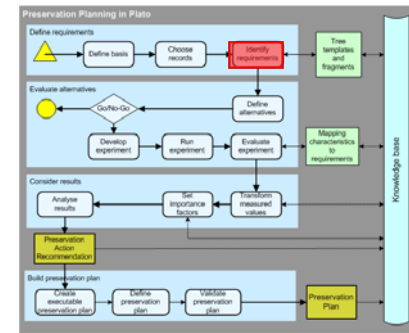 Preservation Planning in Plato
Define requirements
Define basis
Choose
records
Identify
requirements
Tree
templates
and
fragments
Evaluate alternatives
Go/No-Go
Define
alternatives
Develop
experiment
Run
experiment
Evaluate
experiment
Mapping
characteristics
to
requirements
Knowledge base
Consider results
Analyse
results
Set
importance
factors
Transform
measured
values
Preservation
Action
Recommendation
Build preservation plan
Create
executable
preservation plan
Define
preservation
plan
Validate
preservation
plan
Preservation
Plan